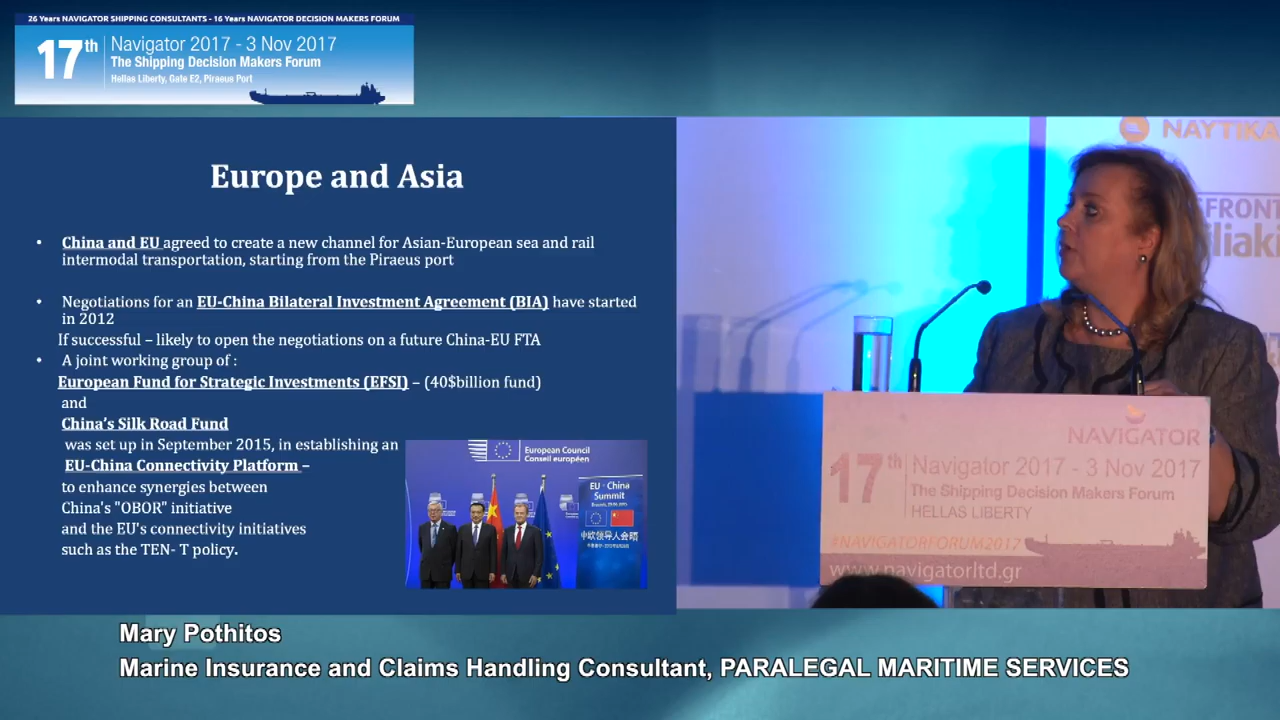 26 Years NAVIGATOR SHIPPING CONSULTANTS - 16 Years NAVIGATOR DECISION MAKERS FORUM
17th
Navigator 2017 - 3 Nov 2017
The Shipping Decision Makers Forum
Hellas Liberty, Gate E2, Piraeus Port
Europe and Asia
• China and EU agreed to create a new channel for Asian-European sea and rail
intermodal transportation, starting from the Piraeus port
• Negotiations for an EU-China Bilateral Investment Agreement (BIA) have started
in 2012
If successful – likely to open the negotiations on a future China-EU FTA
• A joint working group of :
European Fund for Strategic Investments (EFSI) – (40$billion fund)
and
China's Silk Road Fund
was set up in September 2015, in establishing an
EU-China Connectivity Platform –
to enhance synergies between
China's "OBOR" initiative
and the EU's connectivity initiatives
such as the TEN- T policy.
European Council
Conseil européen
EU - China
Summit
NAYTIKA
FRONT
iliaki
NAVIGATOR
17th
Navigator 2017 - 3 Nov 2017
The Shipping Decision Makers Forum
HELLAS LIBERTY
#NAVIGATORFORUM2017
www.navigatorltd.gr
Mary Pothitos
Marine Insurance and Claims Handling Consultant, PARALEGAL MARITIME SERVICES